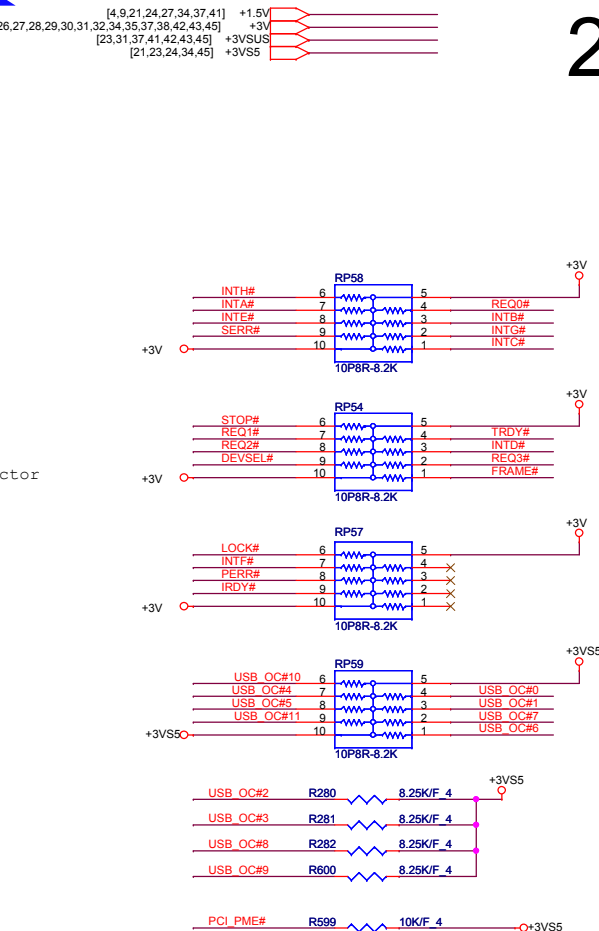 [4,9,21,24,27,34,37,41] +1.5V
26,27,28,29,30,31,32,34,35,37,38,42,43,45] +3V
[23,31,37,41,42,43,45] +3VSUS
[21,23,24,34,45] +3VS5
2
+3V
RP58
INTH# 6 5
INTA# 7 4 REQ0#
INTE# 8 3 INTB#
SERR# 9 2 INTG#
+3V 10 1 INTC#
10P8R-8.2K
+3V
RP54
STOP# 6 5
REQ1# 7 4 TRDY#
REQ2# 8 3 INTD#
DEVSEL# 9 2 REQ3#
ctor
+3V 10 1 FRAME#
10P8R-8.2K
+3V
RP57
LOCK# 6 5
INTF# 7 4
PERR# 8 3
IRDY# 9 2
+3V 10 1
10P8R-8.2K
+3VS5
RP59
USB_OC#10 6 5
USB_OC#4 7 4 USB_OC#0
USB_OC#5 8 3 USB_OC#1
USB_OC#11 9 2 USB_OC#7
+3VS5 10 1 USB_OC#6
10P8R-8.2K
+3VS5
USB_OC#2 R280 8.25K/F_4
USB_OC#3 R281 8.25K/F_4
USB_OC#8 R282 8.25K/F_4
USB_OC#9 R600 8.25K/F_4
PCI_PME# R599 10K/F_4 +3VS5